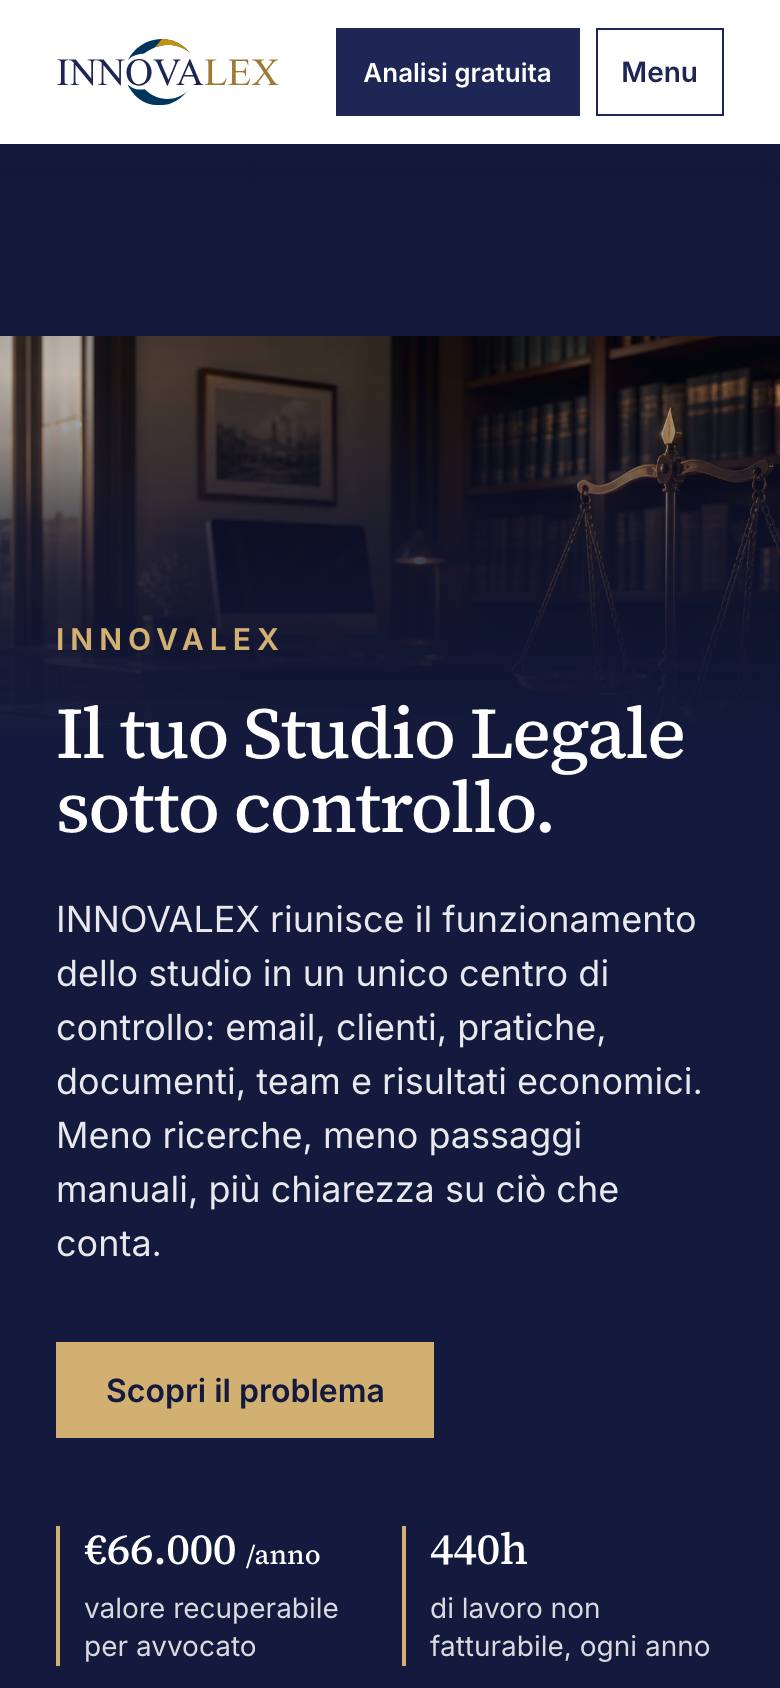 INNOVALEX
Analisi gratuita
Menu
INNOVALEX
Il tuo Studio Legale
sotto controllo.
INNOVALEX riunisce il funzionamento
dello studio in un unico centro di
controllo: email, clienti, pratiche,
documenti, team e risultati economici.
Meno ricerche, meno passaggi
manuali, più chiarezza su ciò che
conta.
Scopri il problema
€66.000 /anno
valore recuperabile
per avvocato
440h
di lavoro non
fatturabile, ogni anno